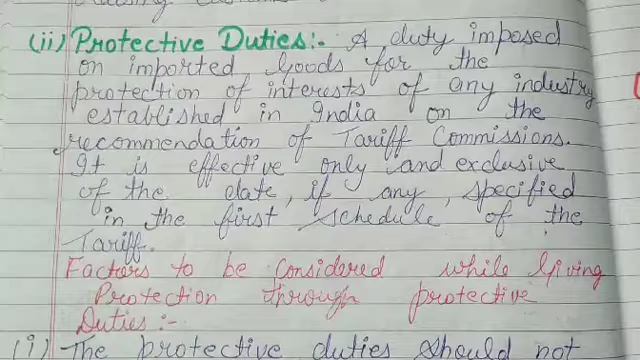 (ii) Protective Duties:- A duty imposed
on imported Goods for the
protection of interests of any industry
established in India on the
recommendation of Tariff Commissions.
It is effective only and exclusive
of the date, if any, specified
in the first schedule of the
Tariff.
Factors to be Considered while Giving
Protection through protective
Duties :-
(i) The protective duties should not